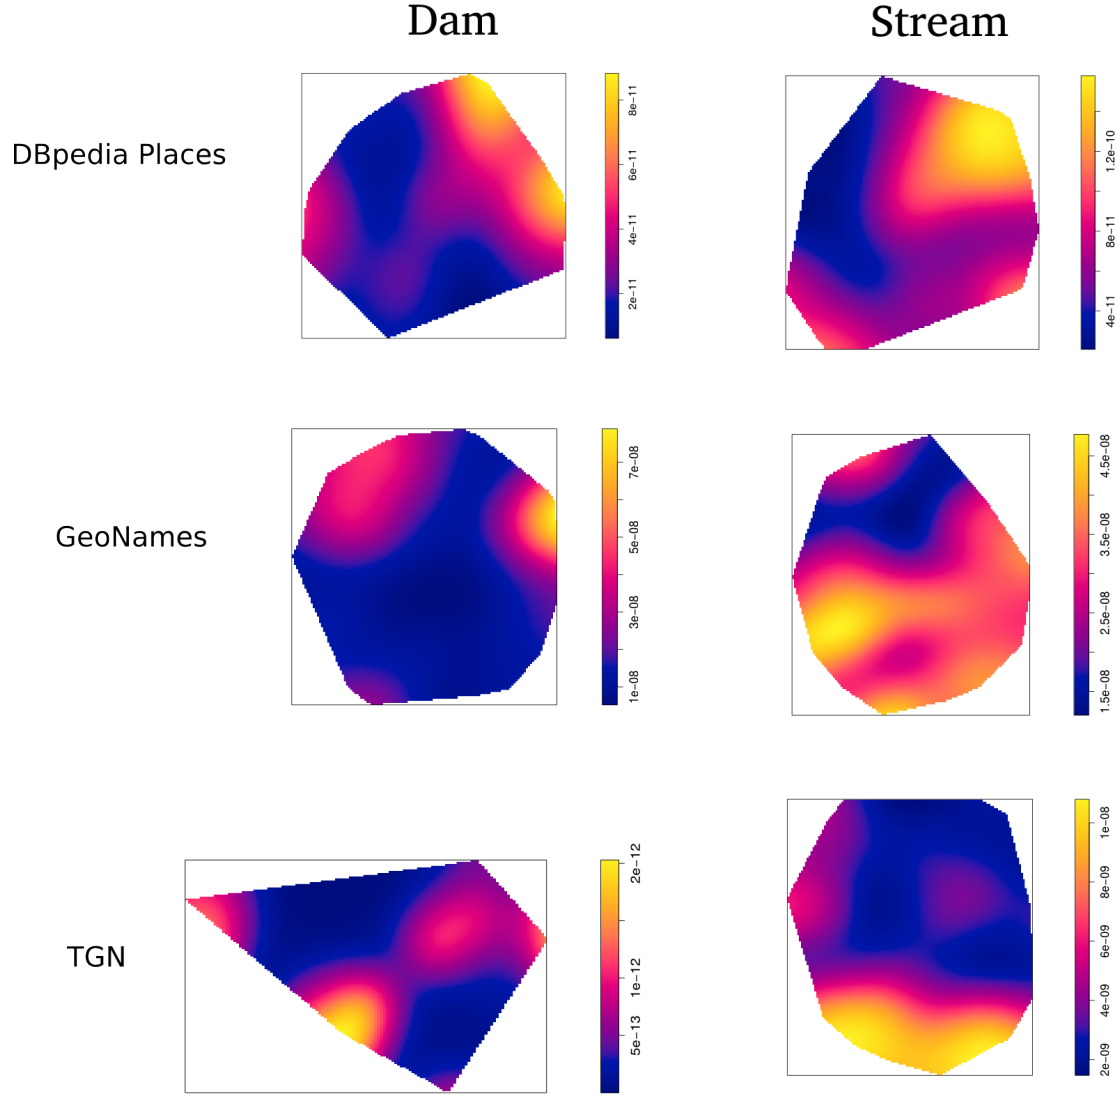 Dam
Stream
DBpedia Places
8e−11
6e−11
4e−11
2e−11
1.2e−10
8e−11
4e−11
GeoNames
7e−08
5e−08
3e−08
1e−08
4.5e−08
3.5e−08
2.5e−08
1.5e−08
TGN
2e−12
1e−12
5e−13
1e−08
8e−09
6e−09
4e−09
2e−09